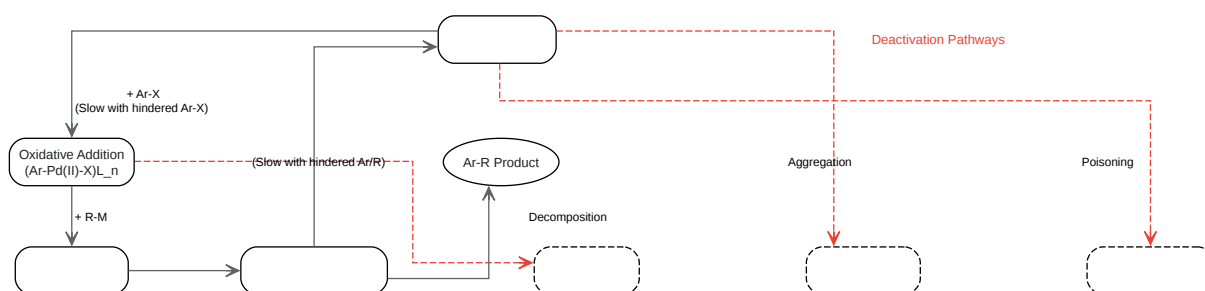 Deactivation Pathways
+ Ar-X
(Slow with hindered Ar-X)
Oxidative Addition
(Ar-Pd(II)-X)L_n
(Slow with hindered Ar/R)
Ar-R Product
Aggregation
Poisoning
+ R-M
Decomposition